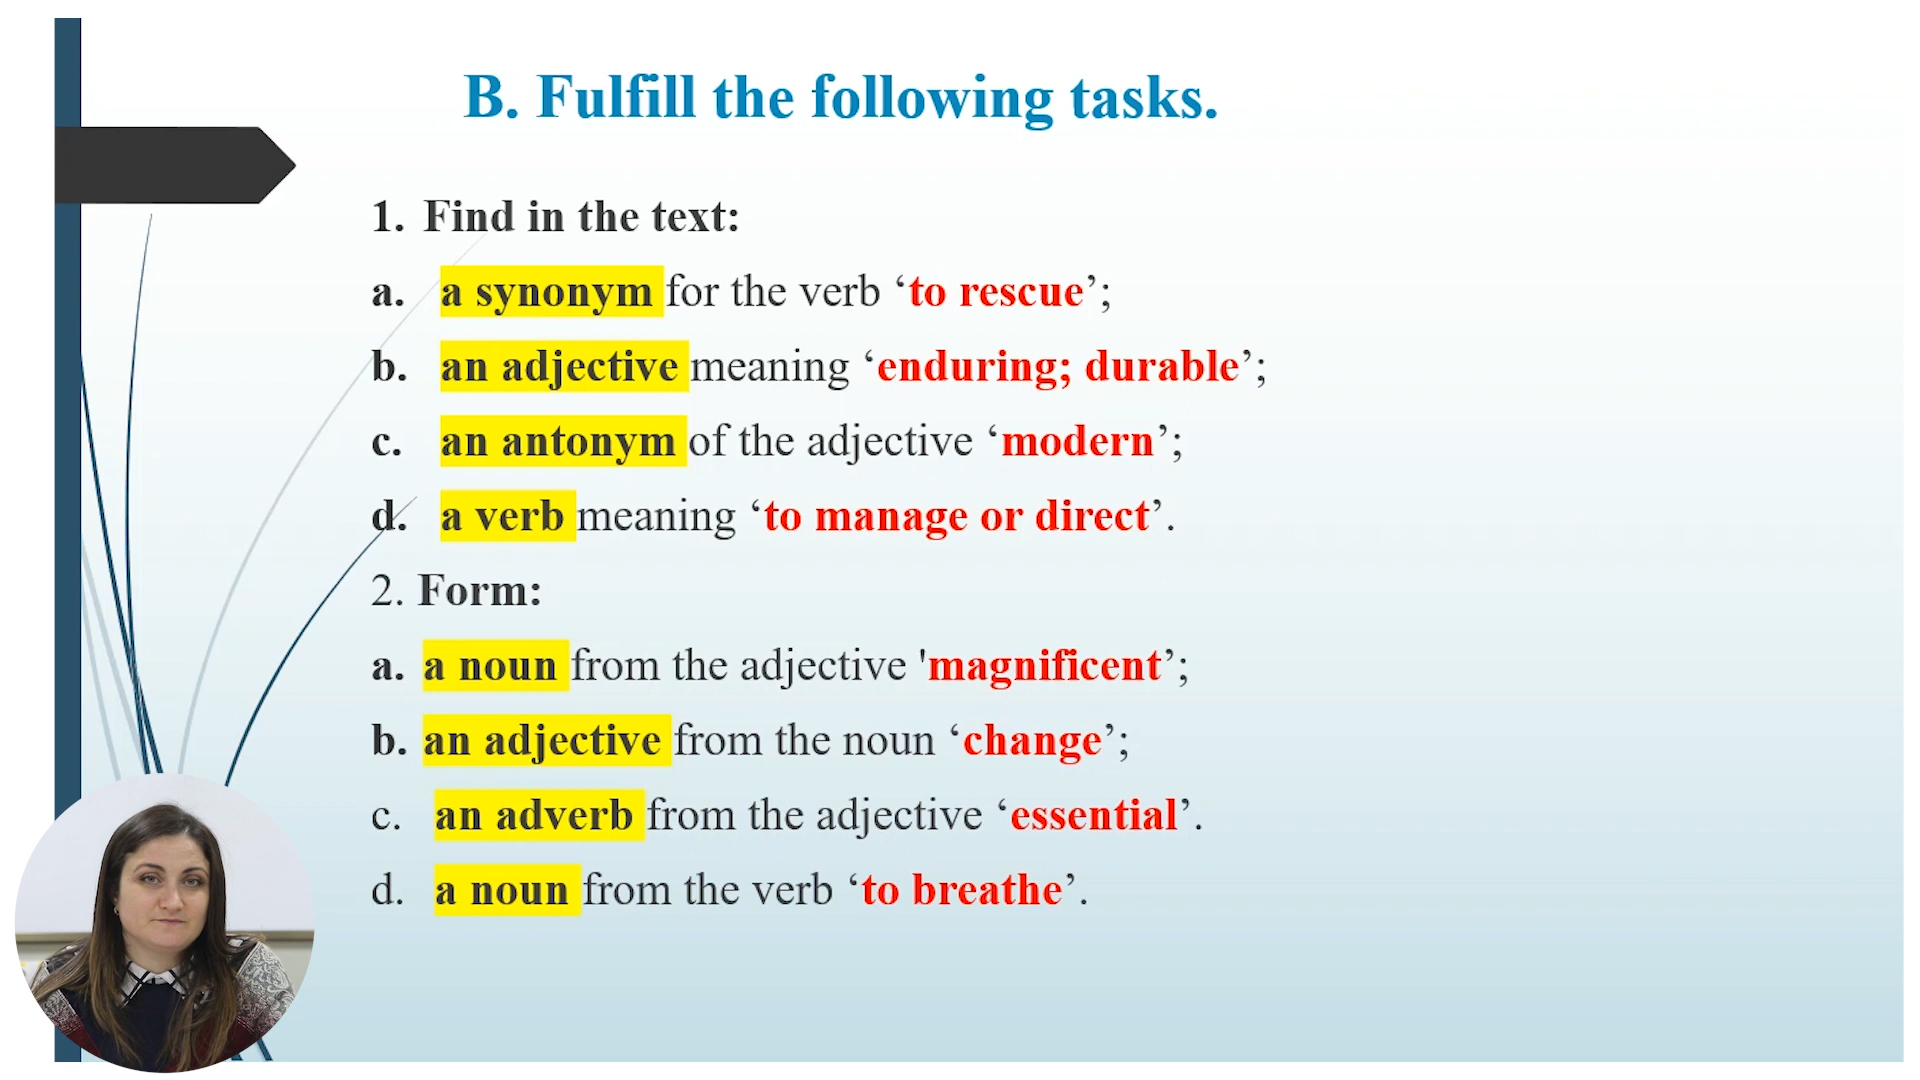 B. Fulfill the following tasks.
1. Find in the text:
a. a synonym for the verb ‘to rescue’;
b. an adjective meaning ‘enduring; durable’;
c. an antonym of the adjective ‘modern’;
d. a verb meaning ‘to manage or direct’.
2. Form:
a. a noun from the adjective 'magnificent’;
b. an adjective from the noun ‘change’;
c. an adverb from the adjective ‘essential’.
d. a noun from the verb ‘to breathe’.